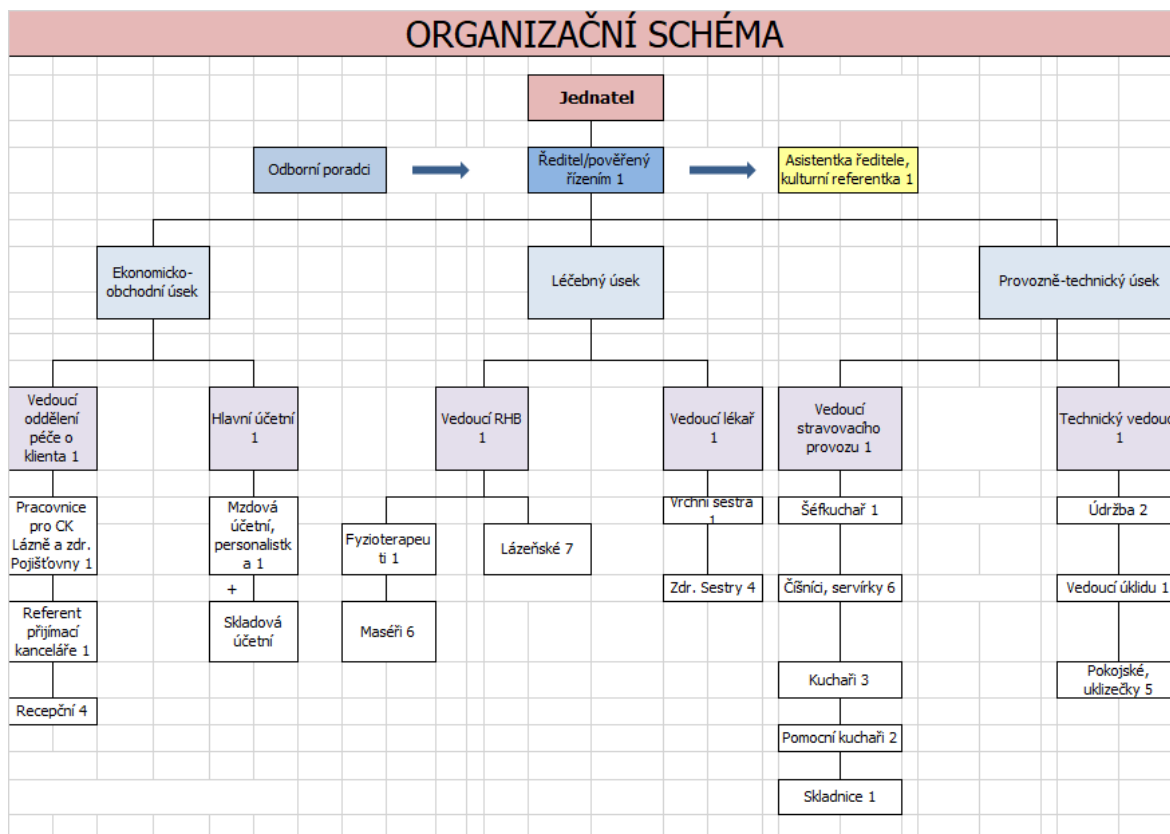 ORGANIZAČNÍ SCHÉMA
Jednatel
Odborní poradci
Ředitel/pověřený
řízením 1
Asistentka ředitele,
kulturní referentka 1
Ekonomicko-
obchodní úsek
Léčebný úsek
Provozně-technický úsek
Vedoucí
oddělení
péče o
klienta 1
Hlavní účetní
1
Vedoucí RHB
1
Vedoucí lékař
1
Vedoucí
stravovacího
provozu 1
Technický vedoucí
1
Pracovnice
pro CK
Lázně a zdr.
Pojišťovny 1
Mzdová
účetní,
personalistk
a 1
+
Skladová
účetní
Referent
přijímací
kanceláře 1
Recepční 4
Fyzioterapeu
ti 1
Maséři 6
Lázeňské 7
Vrchní sestra
1
Zdr. Sestry 4
Šéfkuchař 1
Číšníci, servírky 6
Kuchaři 3
Pomocní kuchaři 2
Skladnice 1
Údržba 2
Vedoucí úklidu 1
Pokojské,
uklizečky 5